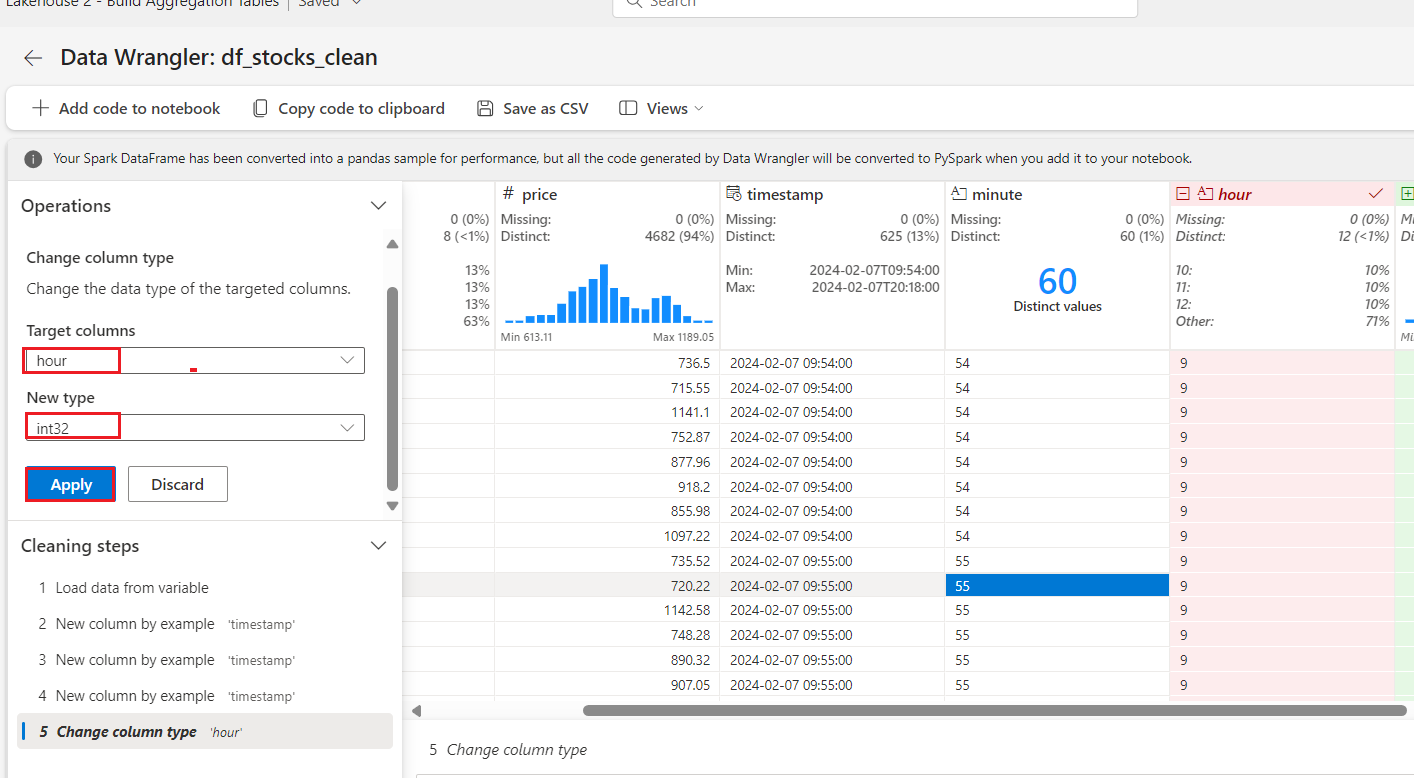 Lakehouse 2 - Build Aggregation Tables | Saved
Search
Data Wrangler: df_stocks_clean
Add code to notebook
Copy code to clipboard
Save as CSV
Views
Your Spark DataFrame has been converted into a pandas sample for performance, but all the code generated by Data Wrangler will be converted to PySpark when you add it to your notebook.
Operations
Change column type
Change the data type of the targeted columns.
Target columns
hour
New type
int32
Apply
Discard
Cleaning steps
1 Load data from variable
2 New column by example 'timestamp'
3 New column by example 'timestamp'
4 New column by example 'timestamp'
5 Change column type 'hour'
0 (0%)
8 (<1%)
13%
13%
13%
63%
# price
Missing: 0 (0%)
Distinct: 4682 (94%)
Min 613.11 Max 1189.05
timestamp
Missing: 0 (0%)
Distinct: 625 (13%)
Min: 2024-02-07T09:54:00
Max: 2024-02-07T20:18:00
minute
Missing: 0 (0%)
Distinct: 60 (1%)
60
Distinct values
hour
Missing: 0 (0%)
Distinct: 12 (<1%)
10: 10%
11: 10%
12: 10%
Other: 71%
736.5 2024-02-07 09:54:00 54 9
715.55 2024-02-07 09:54:00 54 9
1141.1 2024-02-07 09:54:00 54 9
752.87 2024-02-07 09:54:00 54 9
877.96 2024-02-07 09:54:00 54 9
918.2 2024-02-07 09:54:00 54 9
855.98 2024-02-07 09:54:00 54 9
1097.22 2024-02-07 09:54:00 54 9
735.52 2024-02-07 09:55:00 55 9
720.22 2024-02-07 09:55:00 55 9
1142.58 2024-02-07 09:55:00 55 9
748.28 2024-02-07 09:55:00 55 9
890.32 2024-02-07 09:55:00 55 9
907.05 2024-02-07 09:55:00 55 9
5 Change column type